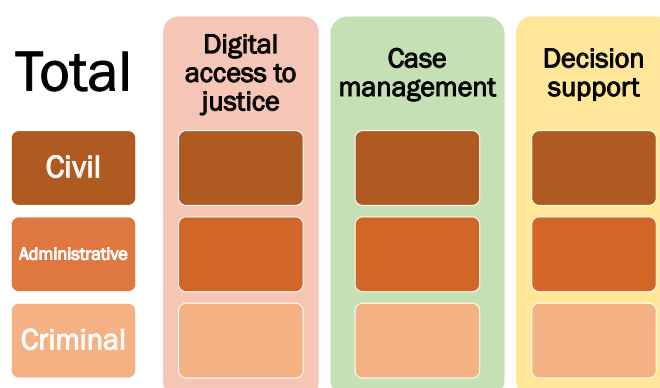 Total
Digital
access to
justice
Case
management
Decision
support
Civil
Administrative
Criminal